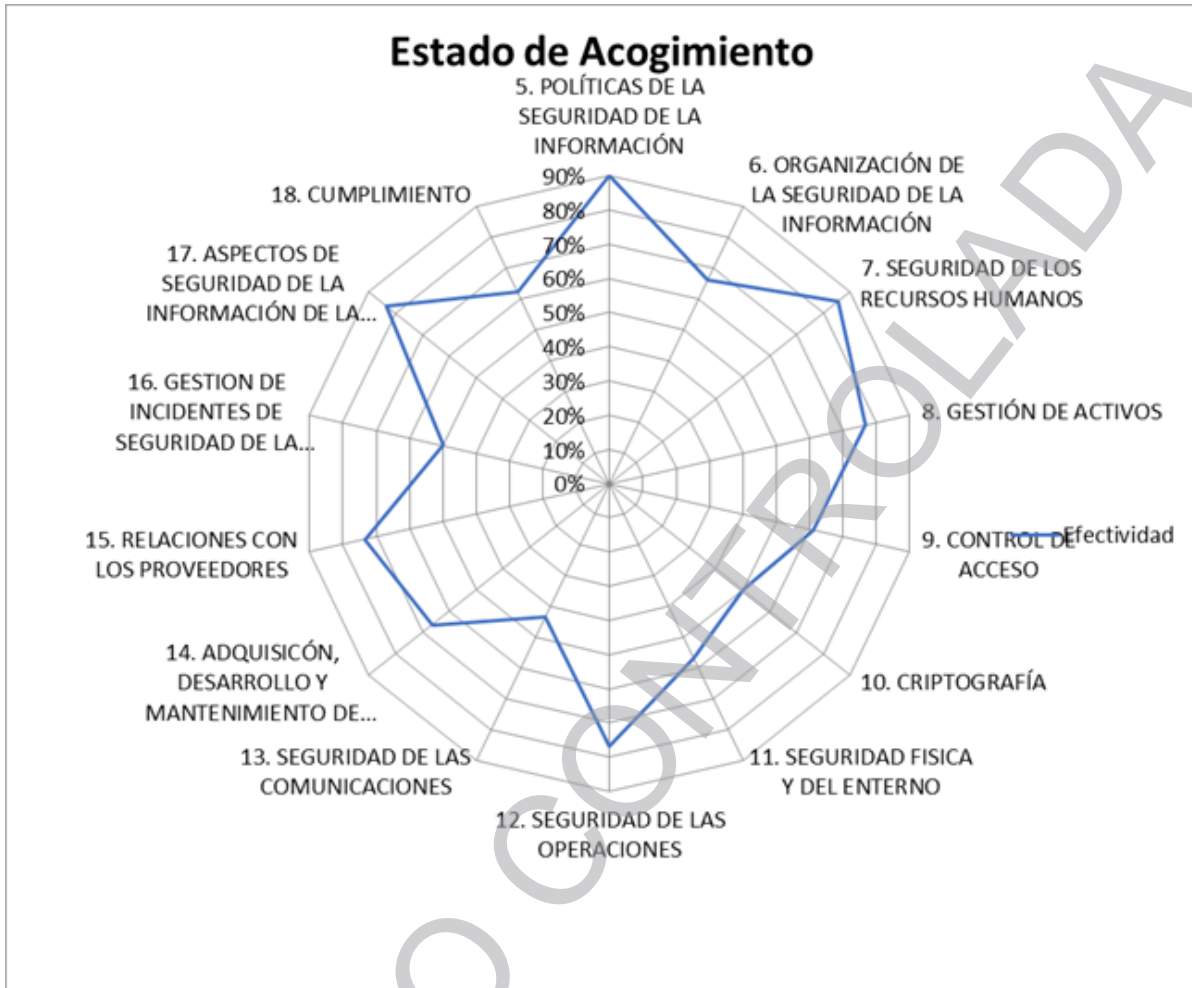 Estado de Acogimiento
5. POLÍTICAS DE LA
SEGURIDAD DE LA
INFORMACIÓN
6. ORGANIZACIÓN DE
LA SEGURIDAD DE LA
INFORMACIÓN
7. SEGURIDAD DE LOS
RECURSOS HUMANOS
8. GESTIÓN DE ACTIVOS
9. CONTROL DE
ACCESO
10. CRIPTOGRAFÍA
11. SEGURIDAD FISICA
Y DEL ENTERNO
12. SEGURIDAD DE LAS
OPERACIONES
13. SEGURIDAD DE LAS
COMUNICACIONES
14. ADQUISICÓN,
DESARROLLO Y
MANTENIMIENTO DE...
15. RELACIONES CON
LOS PROVEEDORES
16. GESTION DE
INCIDENTES DE
SEGURIDAD DE LA...
17. ASPECTOS DE
SEGURIDAD DE LA
INFORMACIÓN DE LA...
18. CUMPLIMIENTO
90%
80%
70%
60%
50%
40%
30%
20%
10%
0%
Efectividad
O CONTROLADA